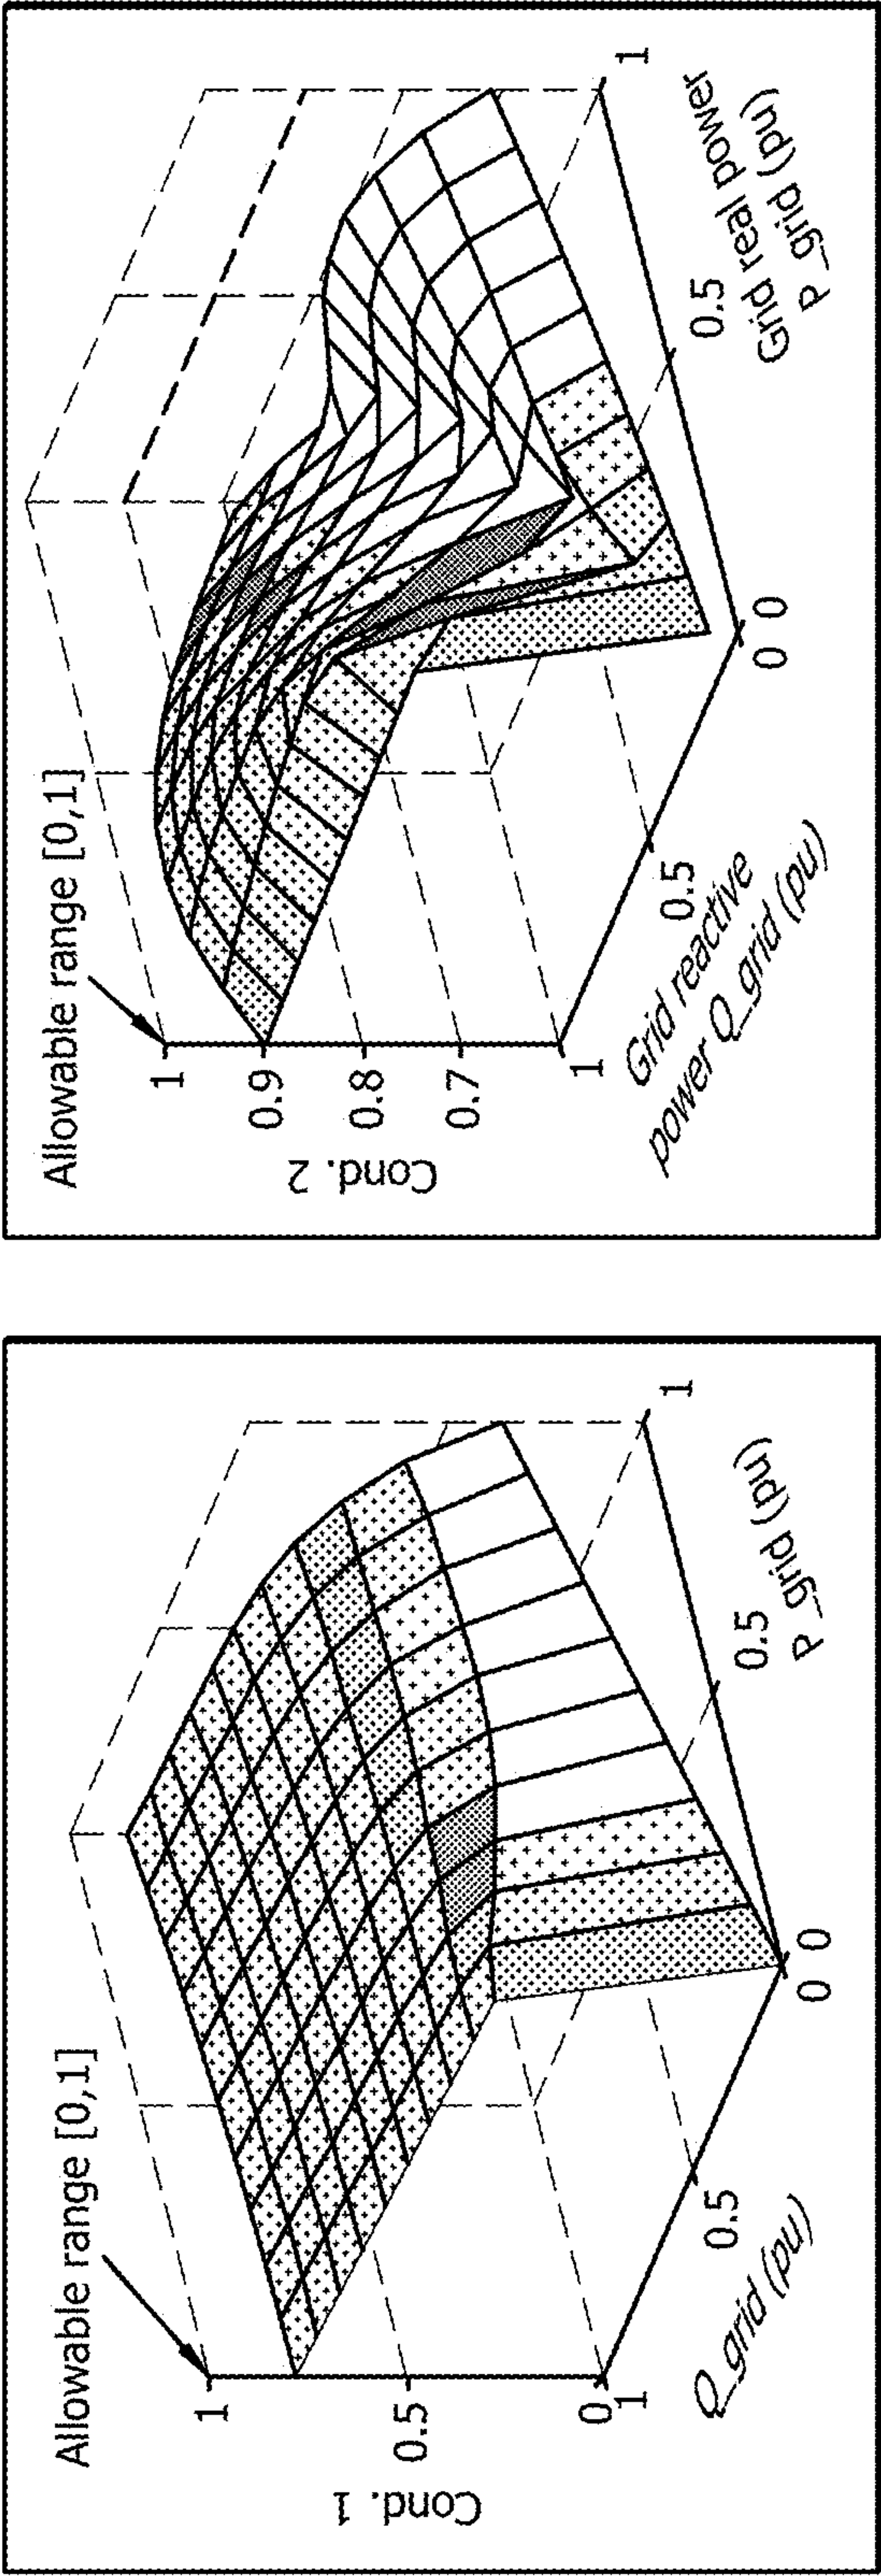 Allowable range [0,1]
1
0.5
0
1
Cond. 1
0.5
Q_grid (pu)
0
0
0.5
P_grid (pu)
1
Allowable range [0,1]
1
0.9
0.8
0.7
1
Cond. 2
0.5
Grid reactive
power Q_grid (pu)
0
0
0.5
Grid real power
P_grid (pu)
1